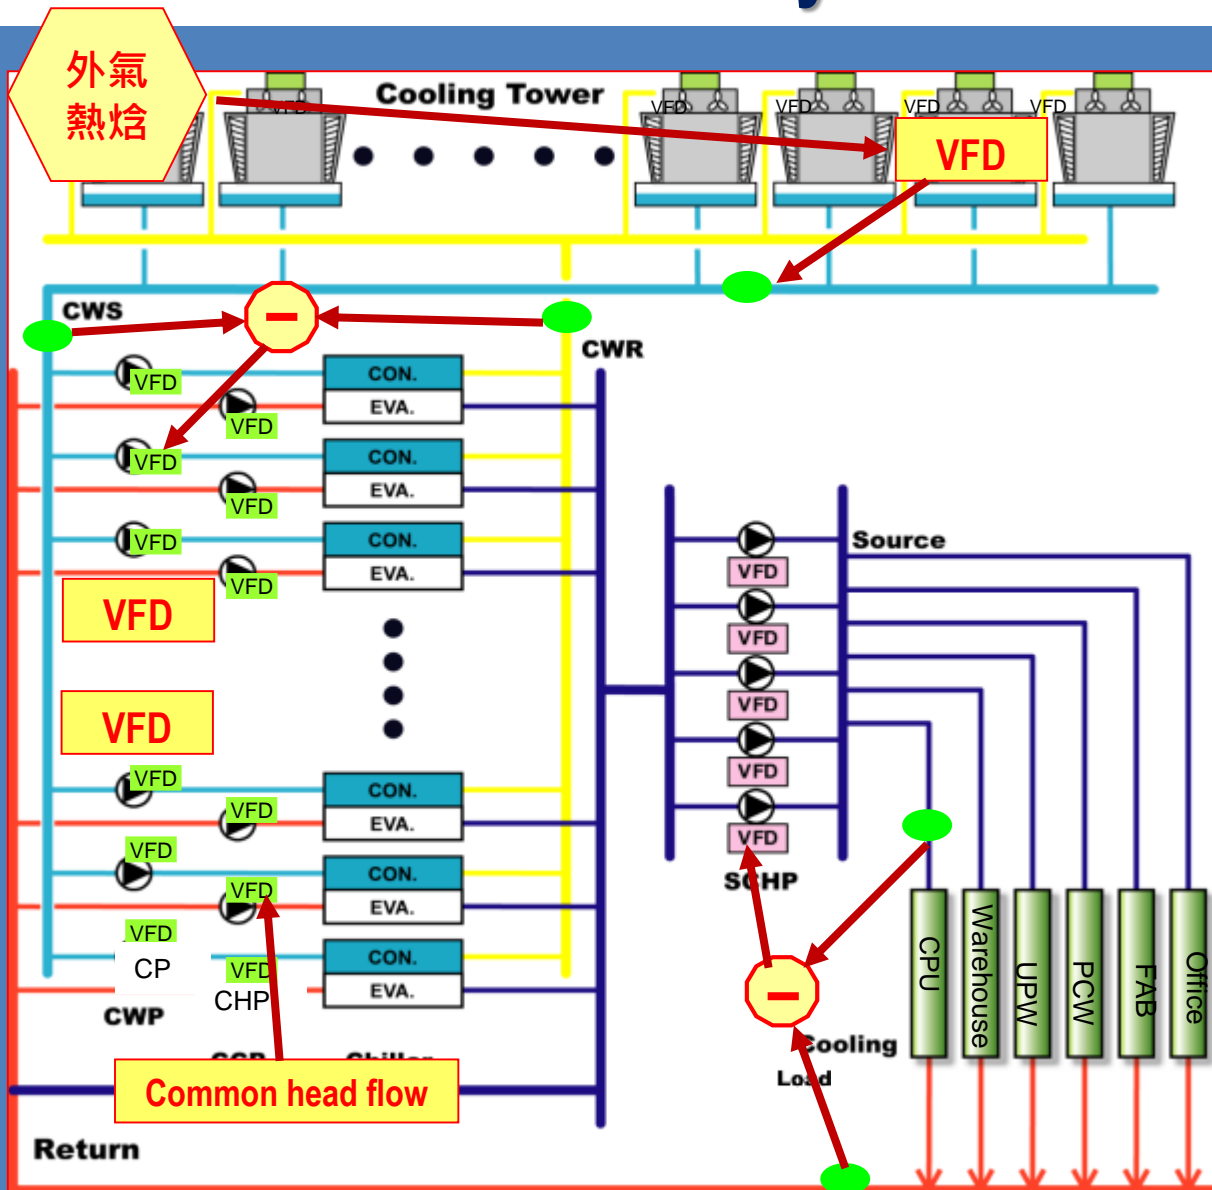 外氣
熱焓
Cooling Tower
VFD
VFD
VFD
VFD
VFD
VFD
CWS
CWR
VFD
CON.
EVA.
VFD
VFD
CON.
EVA.
VFD
VFD
CON.
EVA.
VFD
Source
VFD
VFD
VFD
VFD
VFD
VFD
VFD
VFD
CON.
VFD
EVA.
VFD
CON.
VFD
EVA.
SCHP
VFD
CP
CON.
VFD
EVA.
CHP
CWP
CPU
Warehouse
UPW
PCW
FAB
Office
Cooling
Load
Common head flow
Return